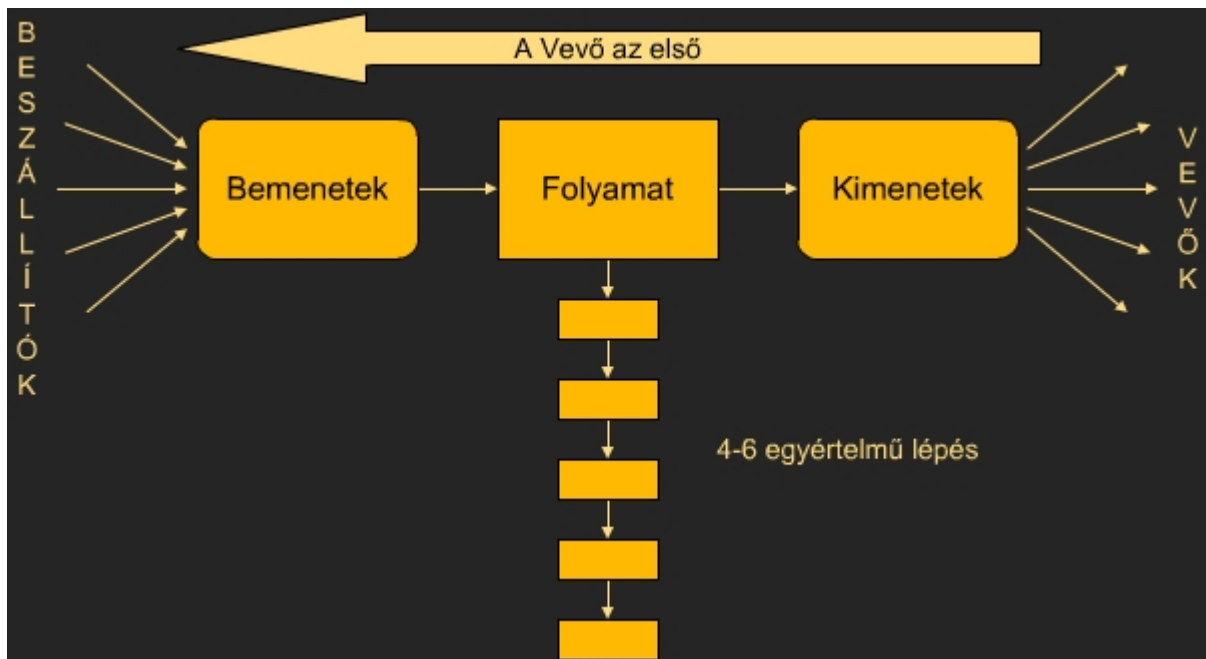 BESZÁLLÍTÓK
A Vevő az első
Bemenetek
Folyamat
Kimenetek
VEVŐK
4-6 egyértelmű lépés